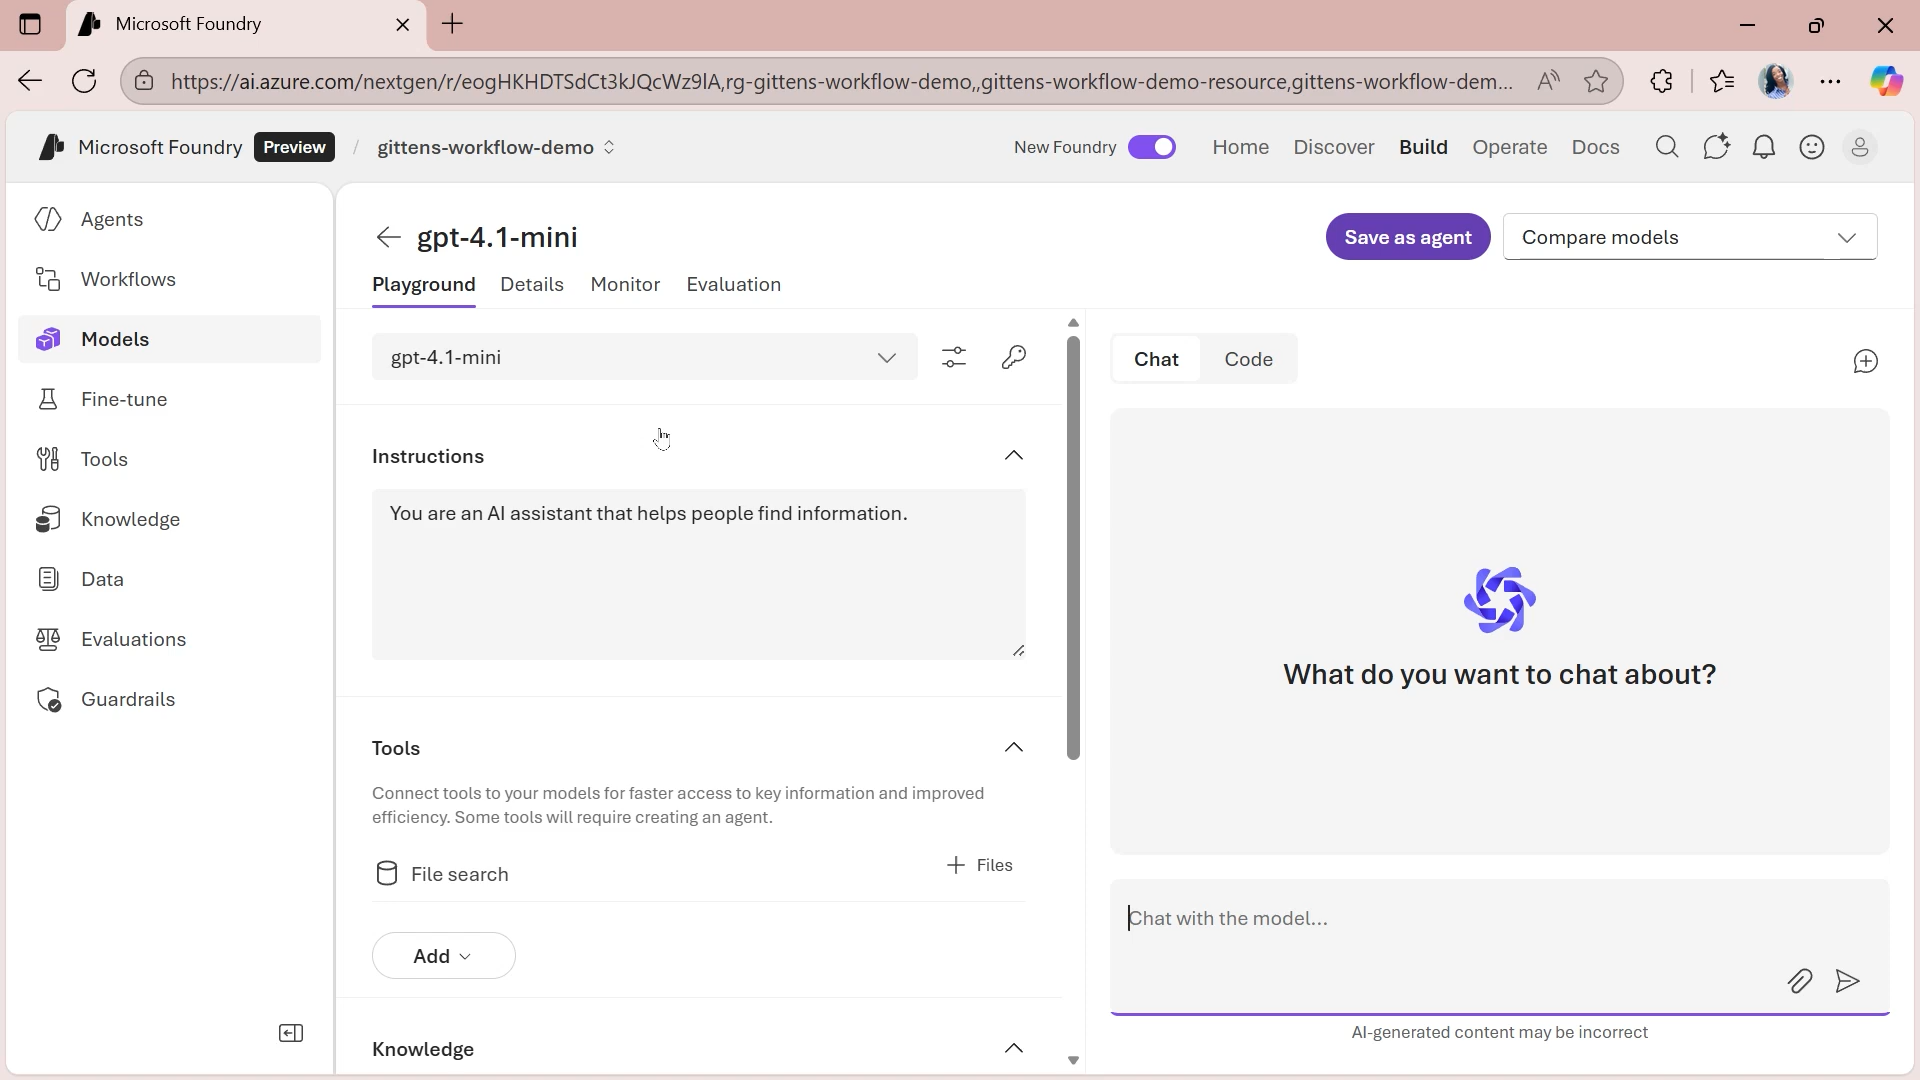 Microsoft Foundry
https://ai.azure.com/nextgen/r/eogHKHDTSdCt3kJQcWz9lA,rg-gittens-workflow-demo,,gittens-workflow-demo-resource,gittens-workflow-dem...
Microsoft Foundry Preview / gittens-workflow-demo
New Foundry Home Discover Build Operate Docs
Agents
Workflows
Models
Fine-tune
Tools
Knowledge
Data
Evaluations
Guardrails
gpt-4.1-mini
Save as agent
Compare models
Playground Details Monitor Evaluation
gpt-4.1-mini
Instructions
You are an AI assistant that helps people find information.
Tools
Connect tools to your models for faster access to key information and improved
efficiency. Some tools will require creating an agent.
File search
Files
Add
Knowledge
Chat Code
What do you want to chat about?
Chat with the model...
AI-generated content may be incorrect